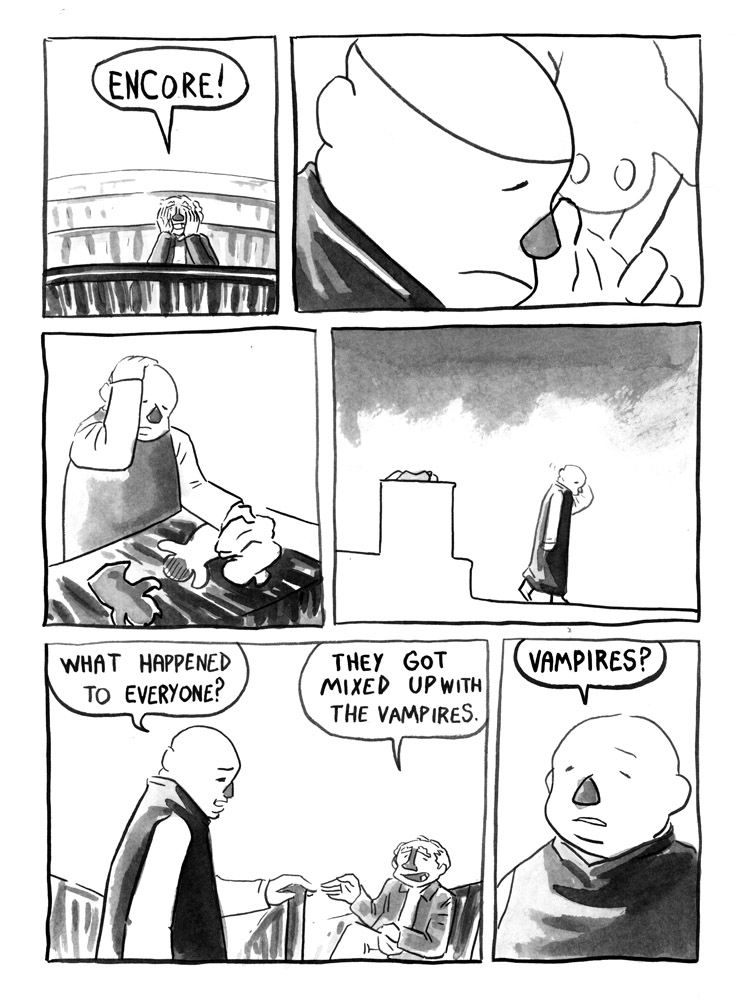 ENCORE!
WHAT HAPPENED
TO EVERYONE?
THEY GOT
MIXED UP WITH
THE VAMPIRES.
VAMPIRES?